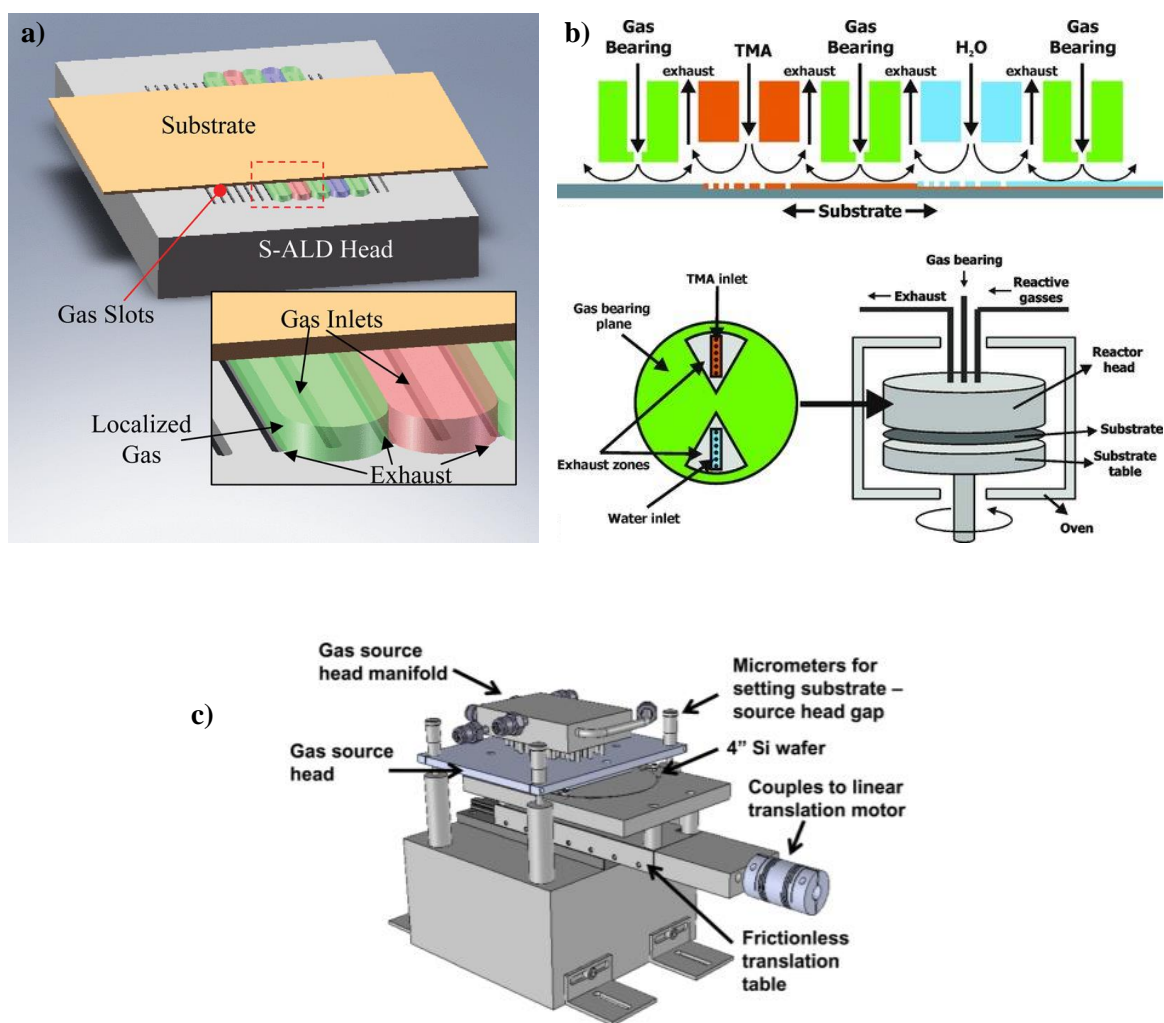 a)
Substrate
S-ALD Head
Gas Slots
Gas Inlets
Localized
Gas
Exhaust
b)
Gas
Bearing
TMA
Gas
Bearing
H₂O
Gas
Bearing
exhaust
exhaust
exhaust
exhaust
Substrate
TMA inlet
Gas bearing
plane
Exhaust zones
Water inlet
Gas bearing
Exhaust
Reactive
gasses
Reactor
head
Substrate
Substrate
table
Oven
c)
Gas source
head manifold
Gas source
head
Micrometers for
setting substrate –
source head gap
4” Si wafer
Couples to linear
translation motor
Frictionless
translation
table